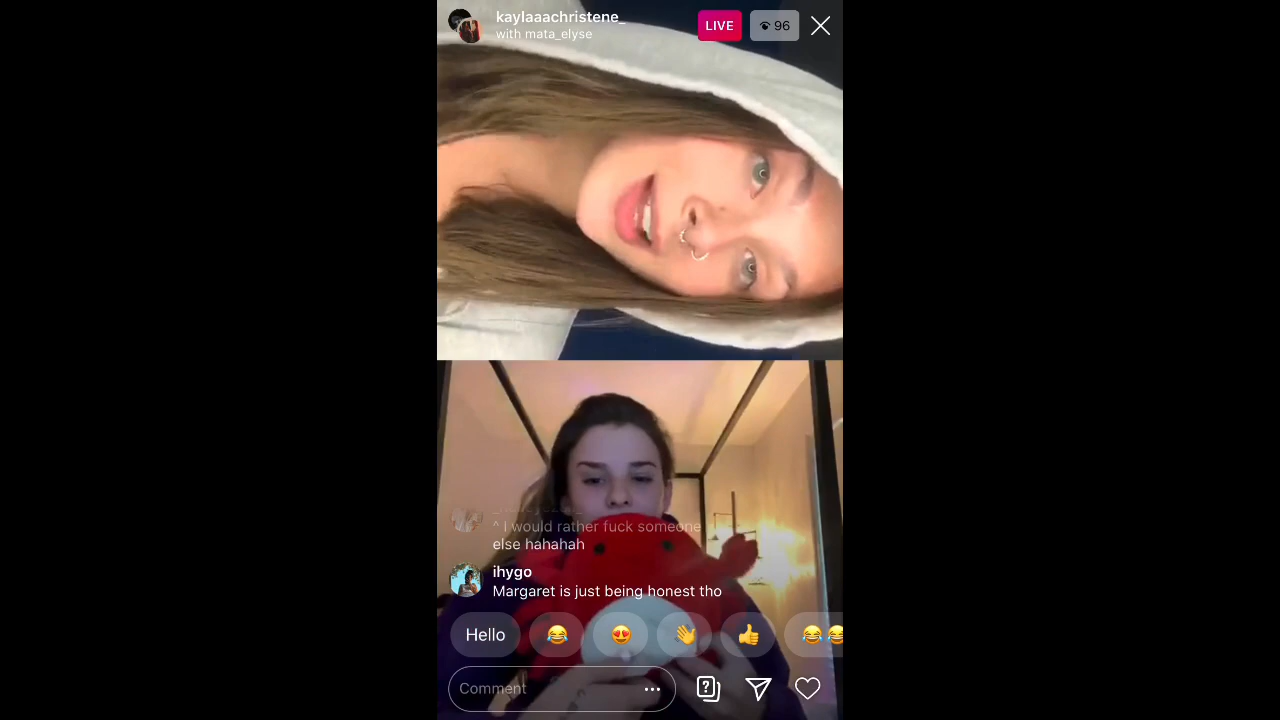 kaylaaachristene_
with mata_elyse
LIVE
96
^ I would rather fuck someone
else hahahah
ihygo
Margaret is just being honest tho
Hello
Comment